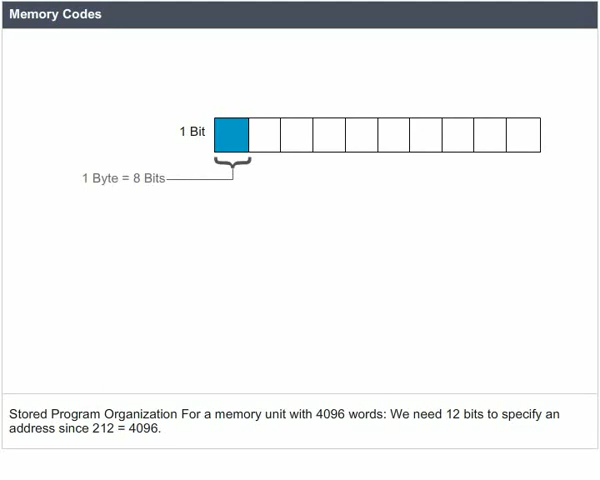 Memory Codes
1 Bit
1 Byte = 8 Bits
Stored Program Organization For a memory unit with 4096 words: We need 12 bits to specify an
address since 212 = 4096.